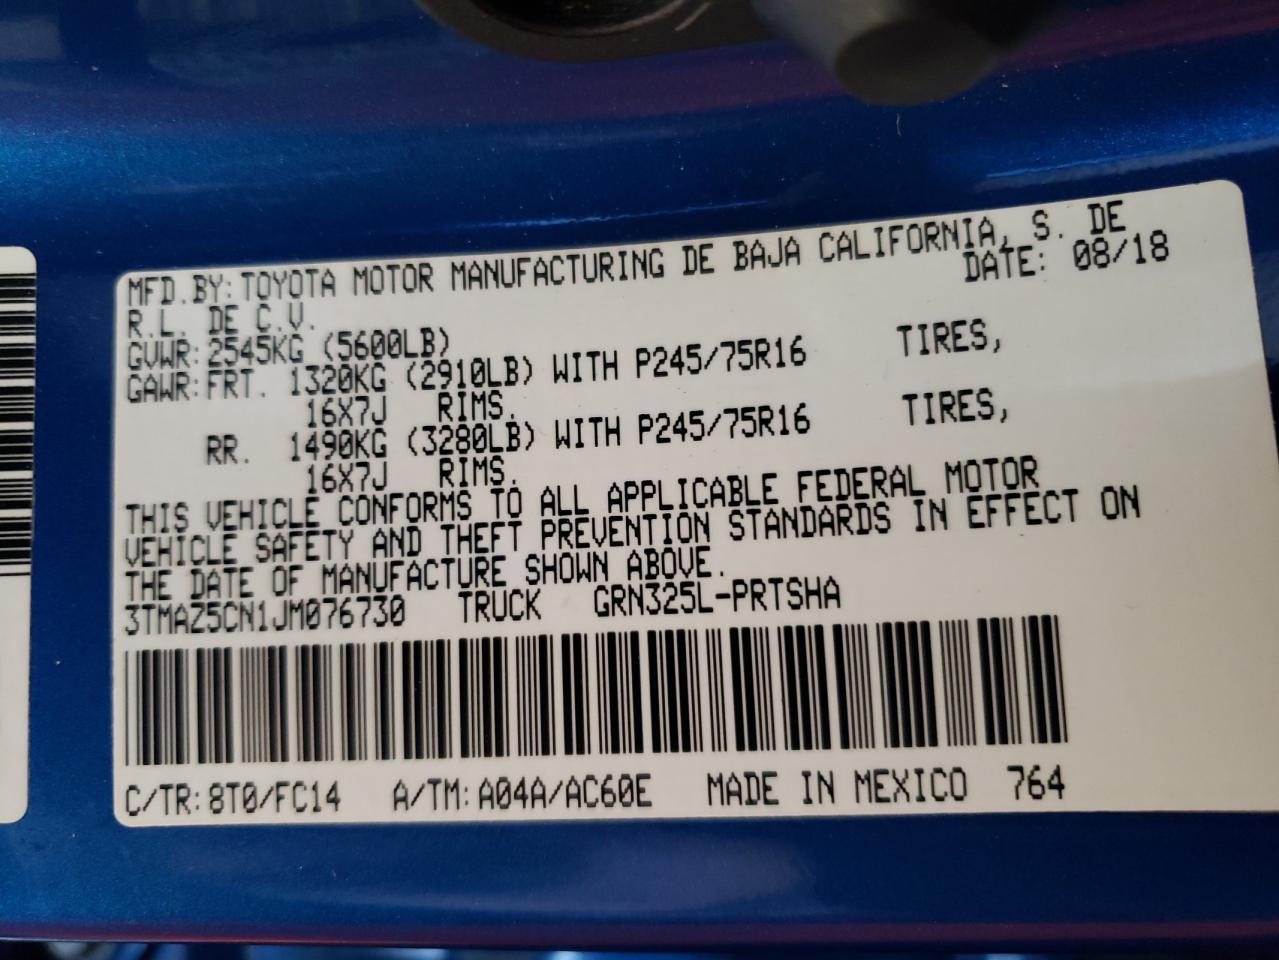 MFD.BY:TOYOTA MOTOR MANUFACTURING DE BAJA CALIFORNIA, S. DE
R.L. DE C.V. DATE: 08/18
GVWR:2545KG (5600LB)
GAWR:FRT. 1320KG (2910LB) WITH P245/75R16 TIRES,
16X7J RIMS.
RR. 1490KG (3280LB) WITH P245/75R16 TIRES,
16X7J RIMS.
THIS VEHICLE CONFORMS TO ALL APPLICABLE FEDERAL MOTOR
VEHICLE SAFETY AND THEFT PREVENTION STANDARDS IN EFFECT ON
THE DATE OF MANUFACTURE SHOWN ABOVE.
3TMAZ5CN1JM076730 TRUCK GRN325L-PRTSHA
C/TR:8T0/FC14 A/TM:A04A/AC60E MADE IN MEXICO 764